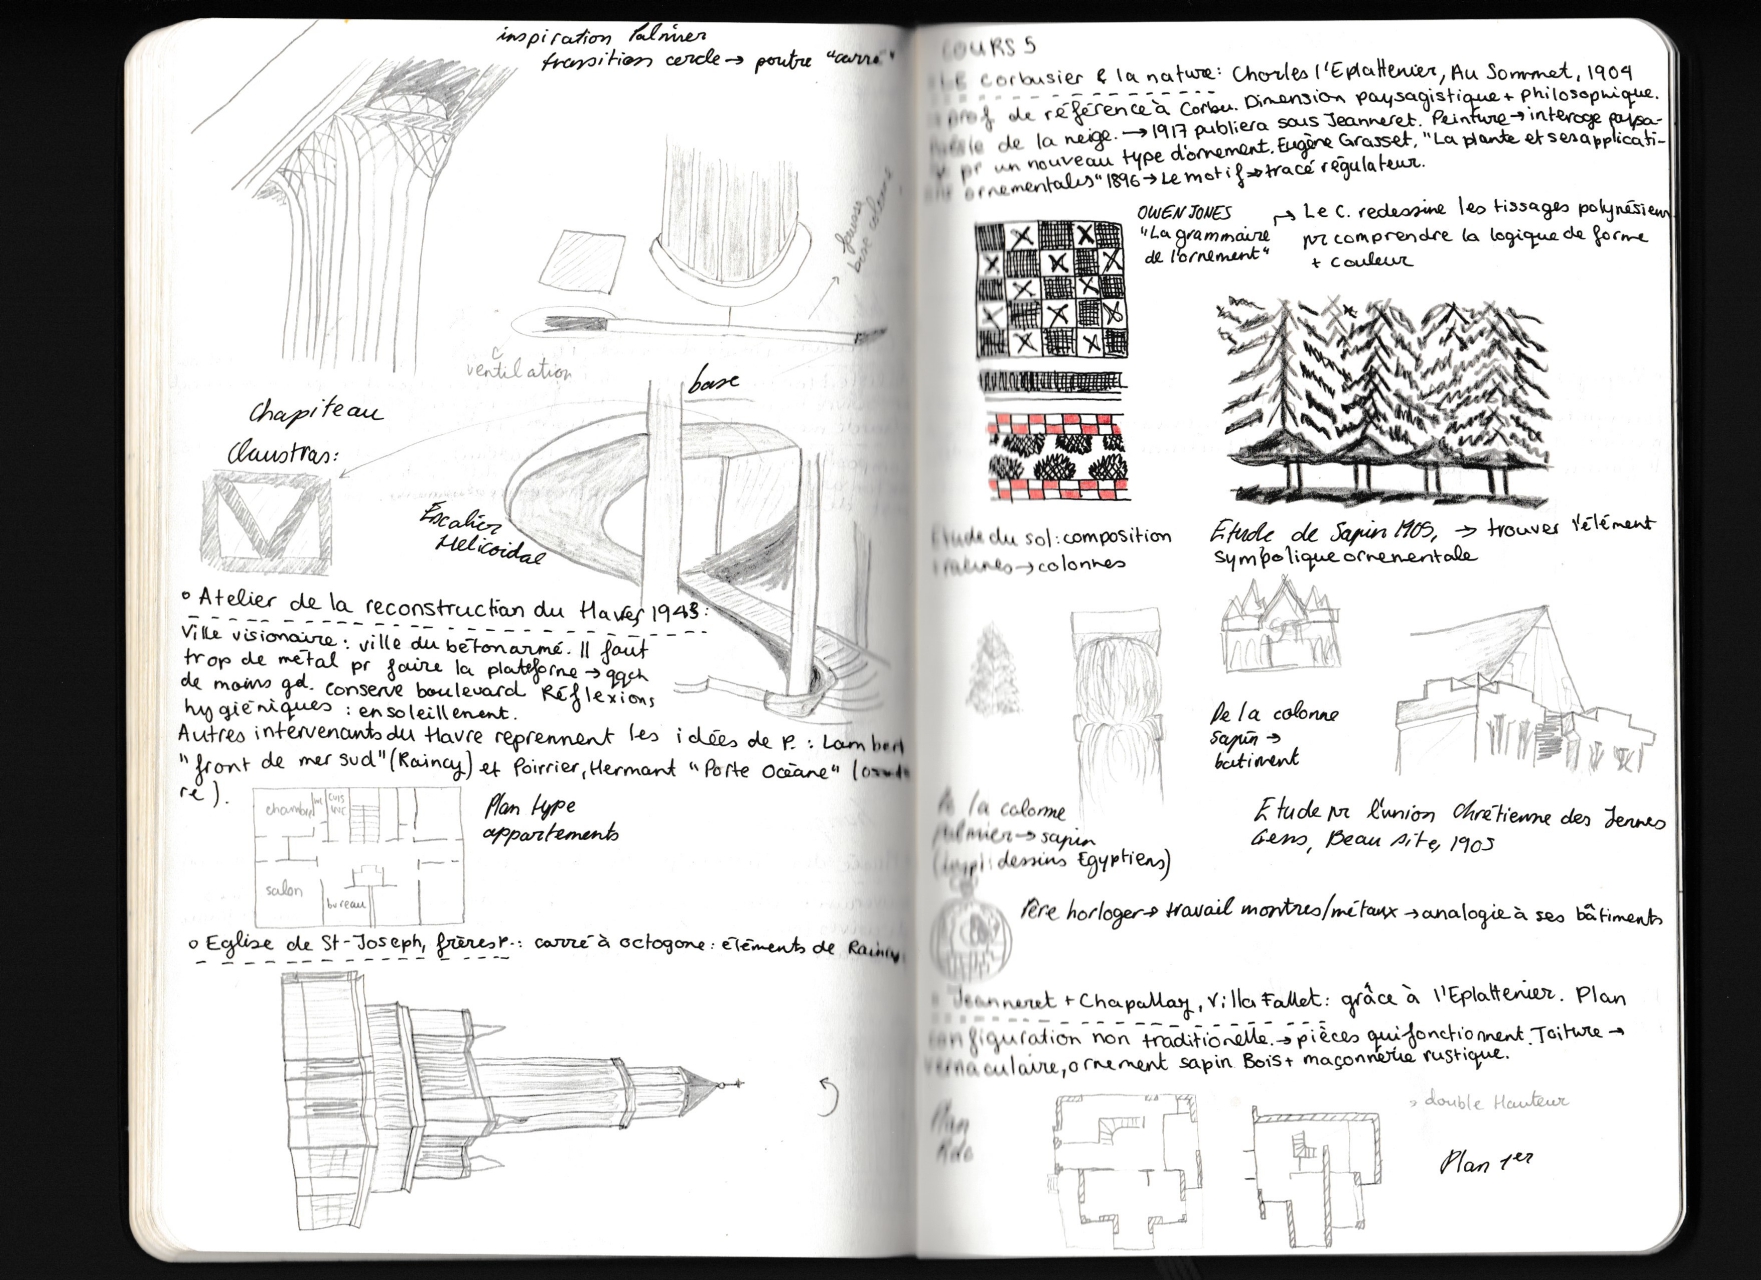 inspiration Palmier
transition cercle → poutre "carré"
fausse
base colonne
ventilation
base
Chapiteau
Claustras:
Escalier
Hélicoïdal
• Atelier de la reconstruction du Havre, 1943:
Ville visionaire : ville du béton armé. Il faut
trop de métal pr faire la plateforme → qqch
de moins gd. conserve boulevard Réflexions
hygiéniques : ensoleillement.
Autres intervenants du Havre reprennent les idées de P. : Lambert
"front de mer sud" (Raincy) et Poirrier, Hermant "Porte Océane"
re).
chambre wc cuis
ine
salon
bureau
Plan type
appartements
o Eglise de St-Joseph, frères P.: carré à octogone : éléments de Raincy
COURS 5
Le Corbusier & la nature: Charles l'Eplattenier, Au Sommet, 1904
prof de référence à Corbu. Dimension paysagistique + philosophique.
de la neige. → 1917 publiera sous Jeanneret. Peinture → interoge paysa-
pr un nouveau type d'ornement. Eugène Grasset, "La plante et ses applicati-
ornementales" 1896 → Le motif → tracé régulateur.
OWEN JONES
"La grammaire
de l'ornement"
→ Le C. redessine les tissages polynésiens
pr comprendre la logique de forme
+ couleur
Etude du sol : composition
racines → colonnes
Etude de Sapin 1905, → trouver l'élément
symbolique ornementale
De la colonne
sapin →
batiment
De la colonne
palmier → sapin
dessins Egyptiens)
Etude pr l'union Chrétienne des Jennes
Gens, Beau site, 1905
Père horloger → travail montres/métaux → analogie à ses bâtiments
• Jeanneret + Chapallaz, Villa Fallet: grâce à l'Eplattenier. Plan
configuration non traditionelle. → pièces qui fonctionnent. Toiture →
vernaculaire, ornement sapin Bois + maçonnerie rustique.
Plan
Rdc
→ double Hauteur
Plan 1er